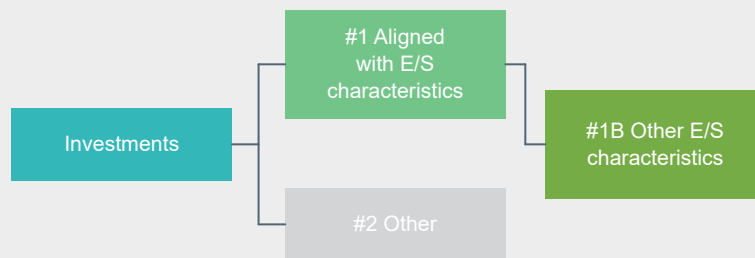 #1 Aligned
with E/S
characteristics
Investments
#1B Other E/S
characteristics
#2 Other